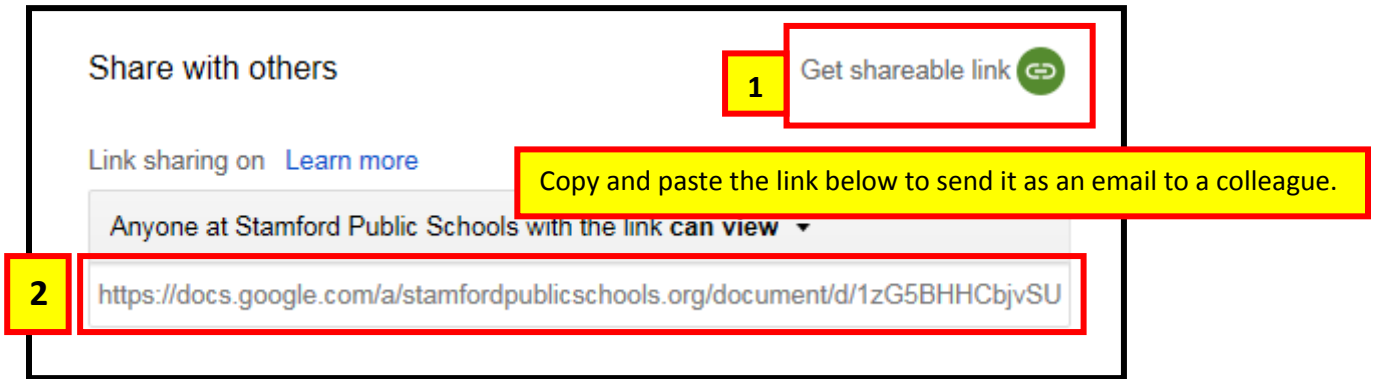 Share with others
1
Get shareable link
Link sharing on Learn more
Copy and paste the link below to send it as an email to a colleague.
Anyone at Stamford Public Schools with the link can view
2
https://docs.google.com/a/stamfordpublicschools.org/document/d/1zG5BHHCbjvSU